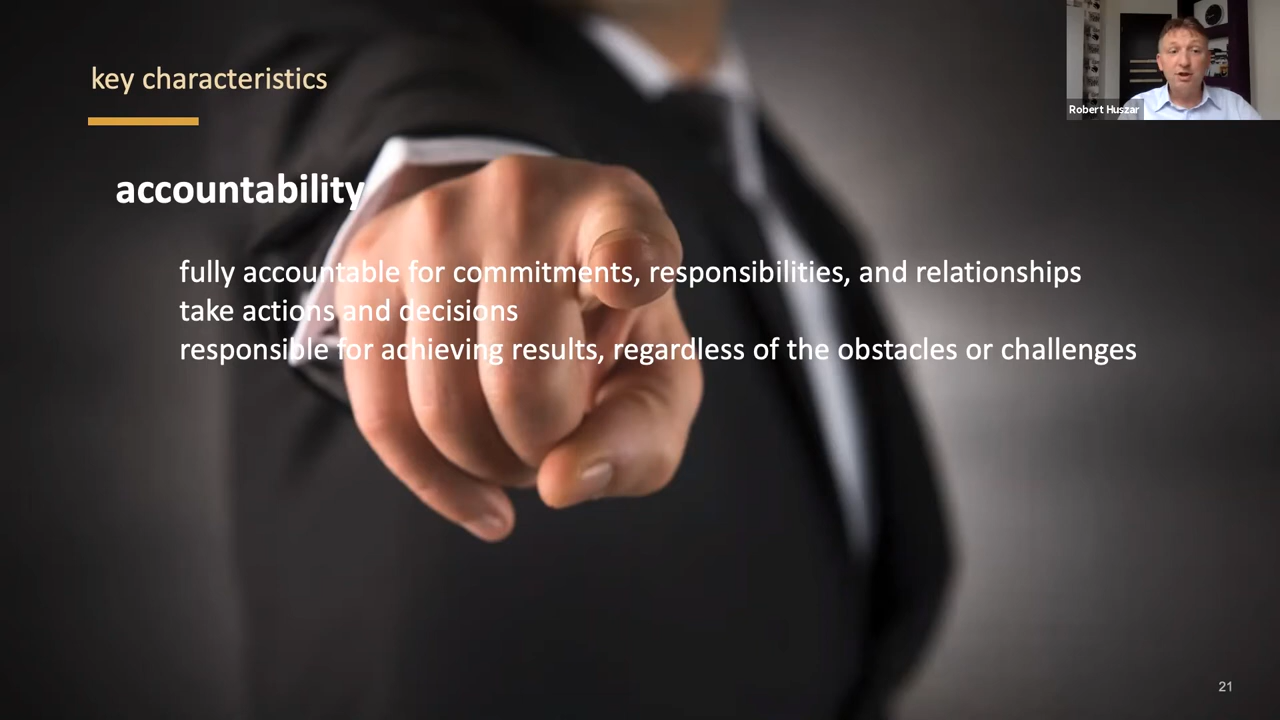 key characteristics
Robert Huszar
accountability
fully accountable for commitments, responsibilities, and relationships
take actions and decisions
responsible for achieving results, regardless of the obstacles or challenges
21